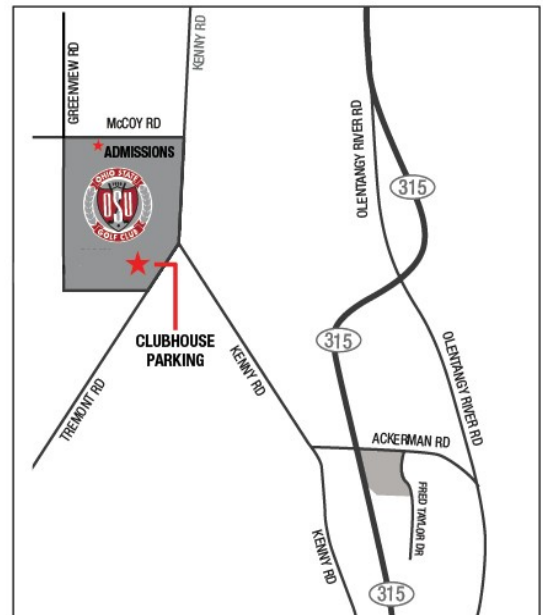 GREENVIEW RD
KENNY RD
McCOY RD
ADMISSIONS
OHIO STATE
OSU
GOLF CLUB
OLENTANGY RIVER RD
315
315
CLUBHOUSE
PARKING
TREMONT RD
KENNY RD
OLENTANGY RIVER RD
ACKERMAN RD
FRED TAYLOR DR
KENNY RD
315